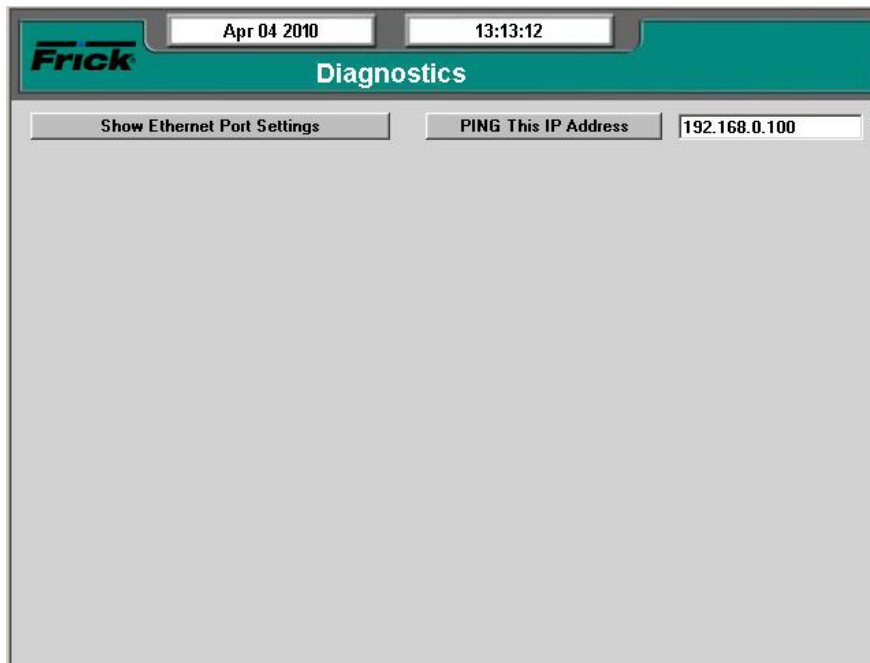 Apr 04 2010 13:13:12
Frick
Diagnostics
Show Ethernet Port Settings PING This IP Address 192.168.0.100